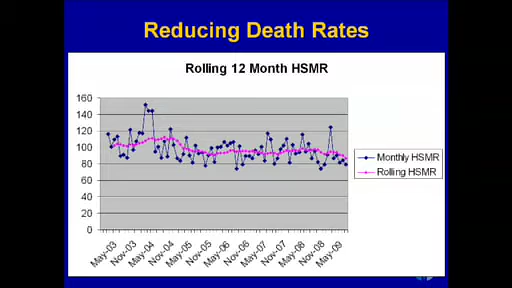 Reducing Death Rates
Rolling 12 Month HSMR
160
140
120
100
80
60
40
20
0
May-03
Nov-03
May-04
Nov-04
May-05
Nov-05
May-06
Nov-06
May-07
Nov-07
May-08
Nov-08
May-09
Monthly HSMR
Rolling HSMR